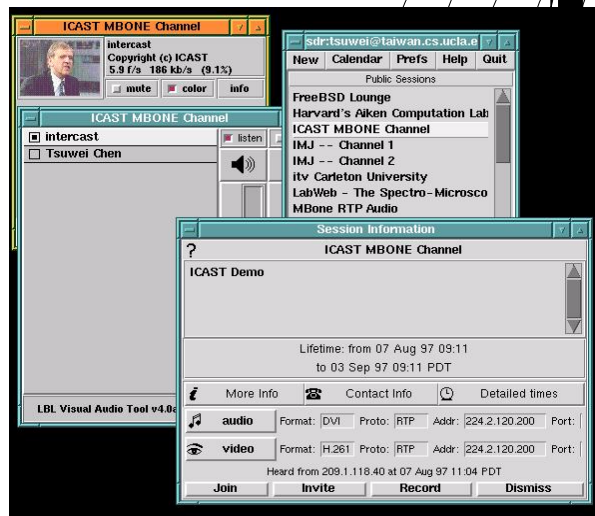 ICAST MBONE Channel
intercast
Copyright (c) ICAST
5.9 f/s 186 kb/s (9.1%)
mute color info
ICAST MBONE Channel
intercast
Tsuwei Chen
listen
LBL Visual Audio Tool v4.0a
sdr:tsuwei@taiwan.cs.ucla.e
New Calendar Prefs Help Quit
Public Sessions
FreeBSD Lounge
Harvard's Aiken Computation Lab
ICAST MBONE Channel
IMJ -- Channel 1
IMJ -- Channel 2
itv Carleton University
LabWeb - The Spectro-Microsco
MBone RTP Audio
Session Information
? ICAST MBONE Channel
ICAST Demo
Lifetime: from 07 Aug 97 09:11
to 03 Sep 97 09:11 PDT
i More Info Contact Info Detailed times
audio Format: DVI Proto: RTP Addr: 224.2.120.200 Port:
video Format: H.261 Proto: RTP Addr: 224.2.120.200 Port:
Heard from 209.1.118.40 at 07 Aug 97 11:04 PDT
Join Invite Record Dismiss